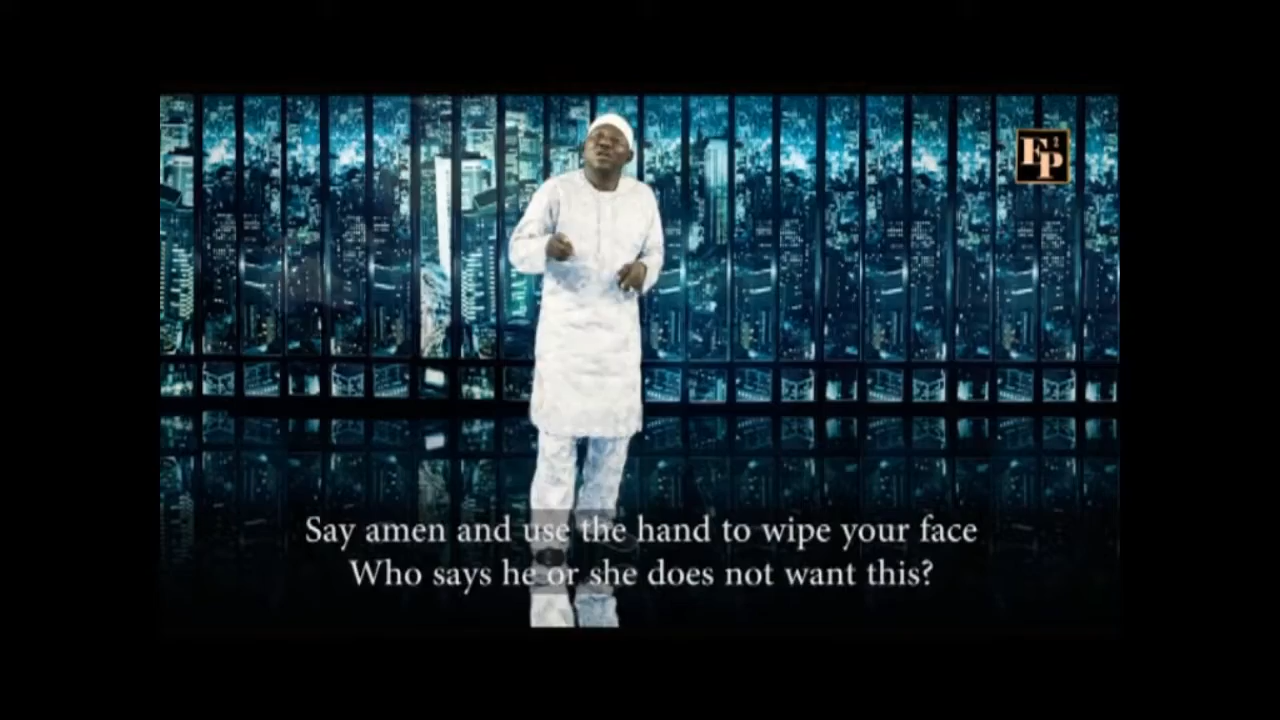 EP²
Say amen and use the hand to wipe your face
Who says he or she does not want this?